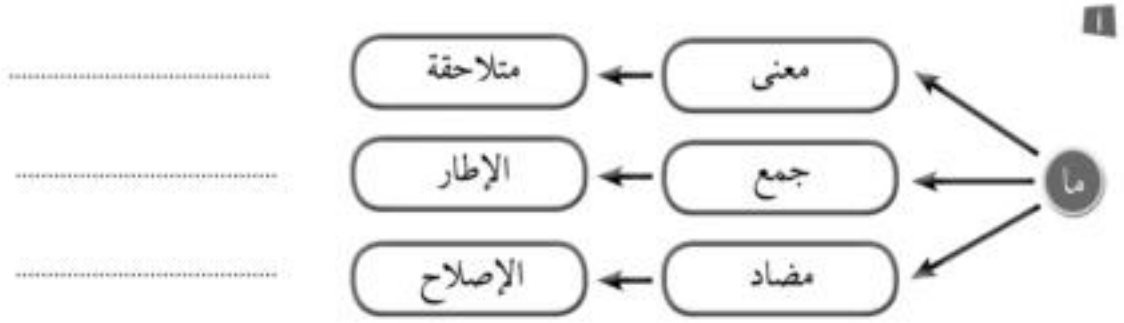 أ
معنى متلاحقة ........................
ما جمع الإطار ........................
مضاد الإصلاح ........................